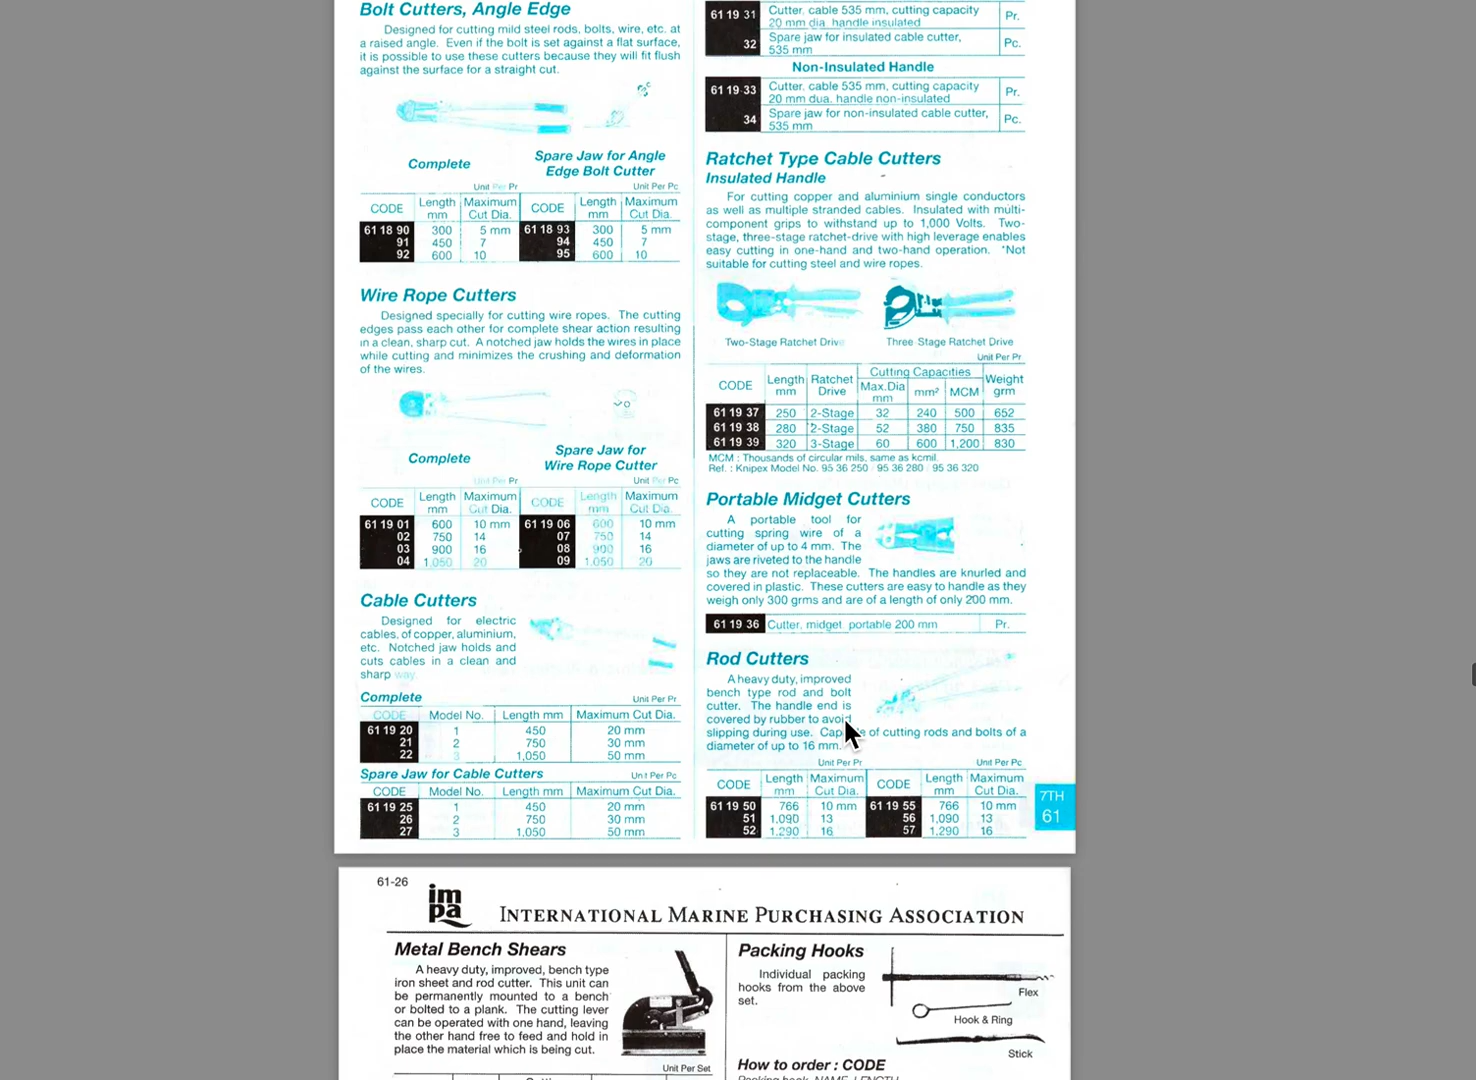 Bolt Cutters, Angle Edge
Designed for cutting mild steel rods, bolts, wire, etc. at
a raised angle. Even if the bolt is set against a flat surface,
it is possible to use these cutters because they will fit flush
against the surface for a straight cut.
Complete
Spare Jaw for Angle
Edge Bolt Cutter
Unit Per Pr
Unit Per Pc
CODE Length mm Maximum Cut Dia. CODE Length mm Maximum Cut Dia.
61 18 90 300 5 mm 61 18 93 300 5 mm
91 450 7 94 450 7
92 600 10 95 600 10
Wire Rope Cutters
Designed specially for cutting wire ropes. The cutting
edges pass each other for complete shear action resulting
in a clean, sharp cut. A notched jaw holds the wires in place
while cutting and minimizes the crushing and deformation
of the wires.
Complete
Spare Jaw for
Wire Rope Cutter
Unit Per Pr
Unit Per Pc
CODE Length mm Maximum Cut Dia. CODE Length mm Maximum Cut Dia.
61 19 01 600 10 mm 61 19 06 600 10 mm
02 750 14 07 750 14
03 900 16 08 900 16
04 1,050 20 09 1,050 20
Cable Cutters
Designed for electric
cables, of copper, aluminium,
etc. Notched jaw holds and
cuts cables in a clean and
sharp way.
Complete
Unit Per Pr
CODE Model No. Length mm Maximum Cut Dia.
61 19 20 1 450 20 mm
21 2 750 30 mm
22 3 1,050 50 mm
Spare Jaw for Cable Cutters
Unit Per Pc
CODE Model No. Length mm Maximum Cut Dia.
61 19 25 1 450 20 mm
26 2 750 30 mm
27 3 1,050 50 mm
61 19 31 Cutter, cable 535 mm, cutting capacity Pr.
20 mm dia. handle insulated
32 Spare jaw for insulated cable cutter, Pc.
535 mm
Non-Insulated Handle
61 19 33 Cutter, cable 535 mm, cutting capacity Pr.
20 mm dua. handle non-insulated
34 Spare jaw for non-insulated cable cutter, Pc.
535 mm
Ratchet Type Cable Cutters
Insulated Handle
For cutting copper and aluminium single conductors
as well as multiple stranded cables. Insulated with multi-
component grips to withstand up to 1,000 Volts. Two-
stage, three-stage ratchet-drive with high leverage enables
easy cutting in one-hand and two-hand operation. *Not
suitable for cutting steel and wire ropes.
Two-Stage Ratchet Drive
Three Stage Ratchet Drive
Unit Per Pr
CODE Length mm Ratchet Drive Cutting Capacities Max.Dia mm mm² MCM Weight grm
61 19 37 250 2-Stage 32 240 500 652
61 19 38 280 2-Stage 52 380 750 835
61 19 39 320 3-Stage 60 600 1,200 830
MCM : Thousands of circular mils, same as kcmil.
Ref. : Knipex Model No. 95 36 250 95 36 280 95 36 320
Portable Midget Cutters
A portable tool for
cutting spring wire of a
diameter of up to 4 mm. The
jaws are riveted to the handle
so they are not replaceable. The handles are knurled and
covered in plastic. These cutters are easy to handle as they
weigh only 300 grms and are of a length of only 200 mm.
61 19 36 Cutter, midget portable 200 mm Pr.
Rod Cutters
A heavy duty, improved
bench type rod and bolt
cutter. The handle end is
covered by rubber to avoid
slipping during use. of cutting rods and bolts of a
diameter of up to 16 mm.
Unit Per Pr
Unit Per Pc
CODE Length mm Maximum Cut Dia. CODE Length mm Maximum Cut Dia.
61 19 50 766 10 mm 61 19 55 766 10 mm
51 1,090 13 56 1,090 13
52 1,290 16 57 1,290 16
7TH
61
61-26
impa
INTERNATIONAL MARINE PURCHASING ASSOCIATION
Metal Bench Shears
A heavy duty, improved, bench type
iron sheet and rod cutter. This unit can
be permanently mounted to a bench
or bolted to a plank. The cutting lever
can be operated with one hand, leaving
the other hand free to feed and hold in
place the material which is being cut.
Unit Per Set
Packing Hooks
Individual packing
hooks from the above
set.
Flex
Hook & Ring
Stick
How to order : CODE